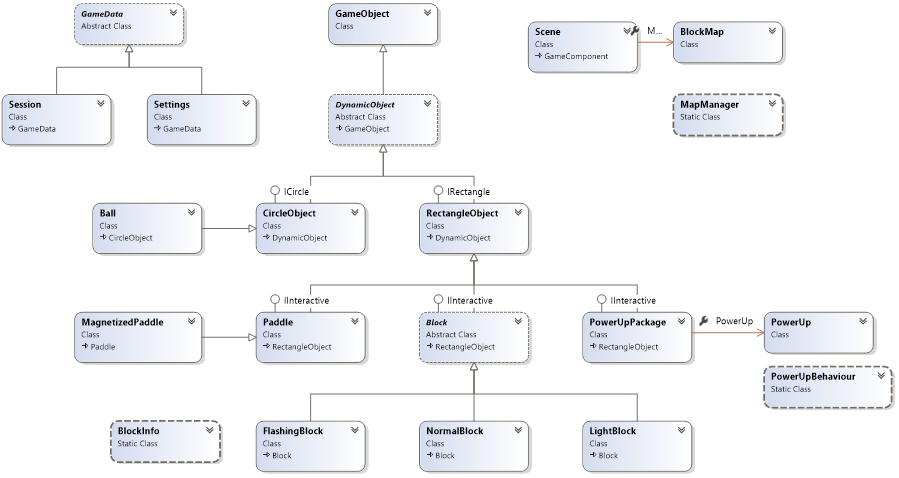 GameData
Abstract Class
GameObject
Class
Scene
Class
GameComponent
M...
BlockMap
Class
Session
Class
GameData
Settings
Class
GameData
DynamicObject
Abstract Class
GameObject
MapManager
Static Class
ICircle
IRectangle
Ball
Class
CircleObject
CircleObject
Class
DynamicObject
RectangleObject
Class
DynamicObject
IInteractive
IInteractive
IInteractive
MagnetizedPaddle
Class
Paddle
Paddle
Class
RectangleObject
Block
Abstract Class
RectangleObject
PowerUpPackage
Class
RectangleObject
PowerUp
PowerUp
Class
PowerUpBehaviour
Static Class
BlockInfo
Static Class
FlashingBlock
Class
Block
NormalBlock
Class
Block
LightBlock
Class
Block